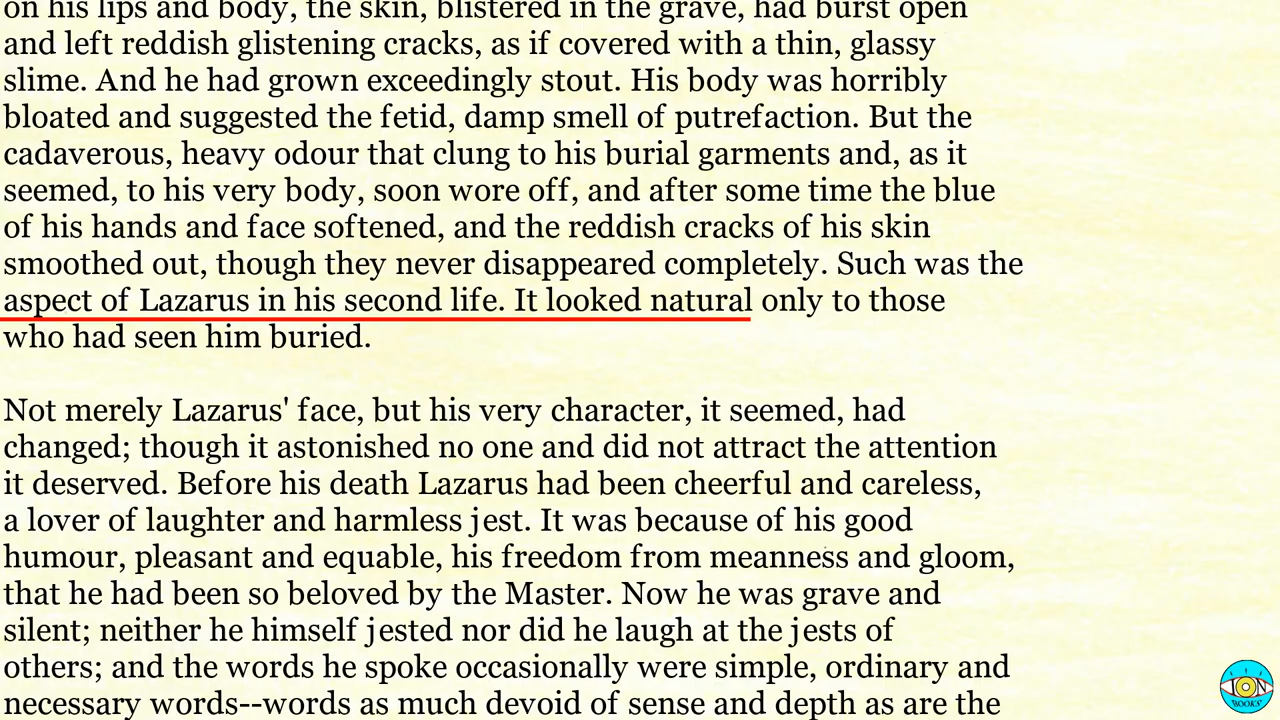 on his lips and body, the skin, blistered in the grave, had burst open
and left reddish glistening cracks, as if covered with a thin, glassy
slime. And he had grown exceedingly stout. His body was horribly
bloated and suggested the fetid, damp smell of putrefaction. But the
cadaverous, heavy odour that clung to his burial garments and, as it
seemed, to his very body, soon wore off, and after some time the blue
of his hands and face softened, and the reddish cracks of his skin
smoothed out, though they never disappeared completely. Such was the
aspect of Lazarus in his second life. It looked natural only to those
who had seen him buried.
Not merely Lazarus' face, but his very character, it seemed, had
changed; though it astonished no one and did not attract the attention
it deserved. Before his death Lazarus had been cheerful and careless,
a lover of laughter and harmless jest. It was because of his good
humour, pleasant and equable, his freedom from meanness and gloom,
that he had been so beloved by the Master. Now he was grave and
silent; neither he himself jested nor did he laugh at the jests of
others; and the words he spoke occasionally were simple, ordinary and
necessary words--words as much devoid of sense and depth as are the
ION
BOOKS